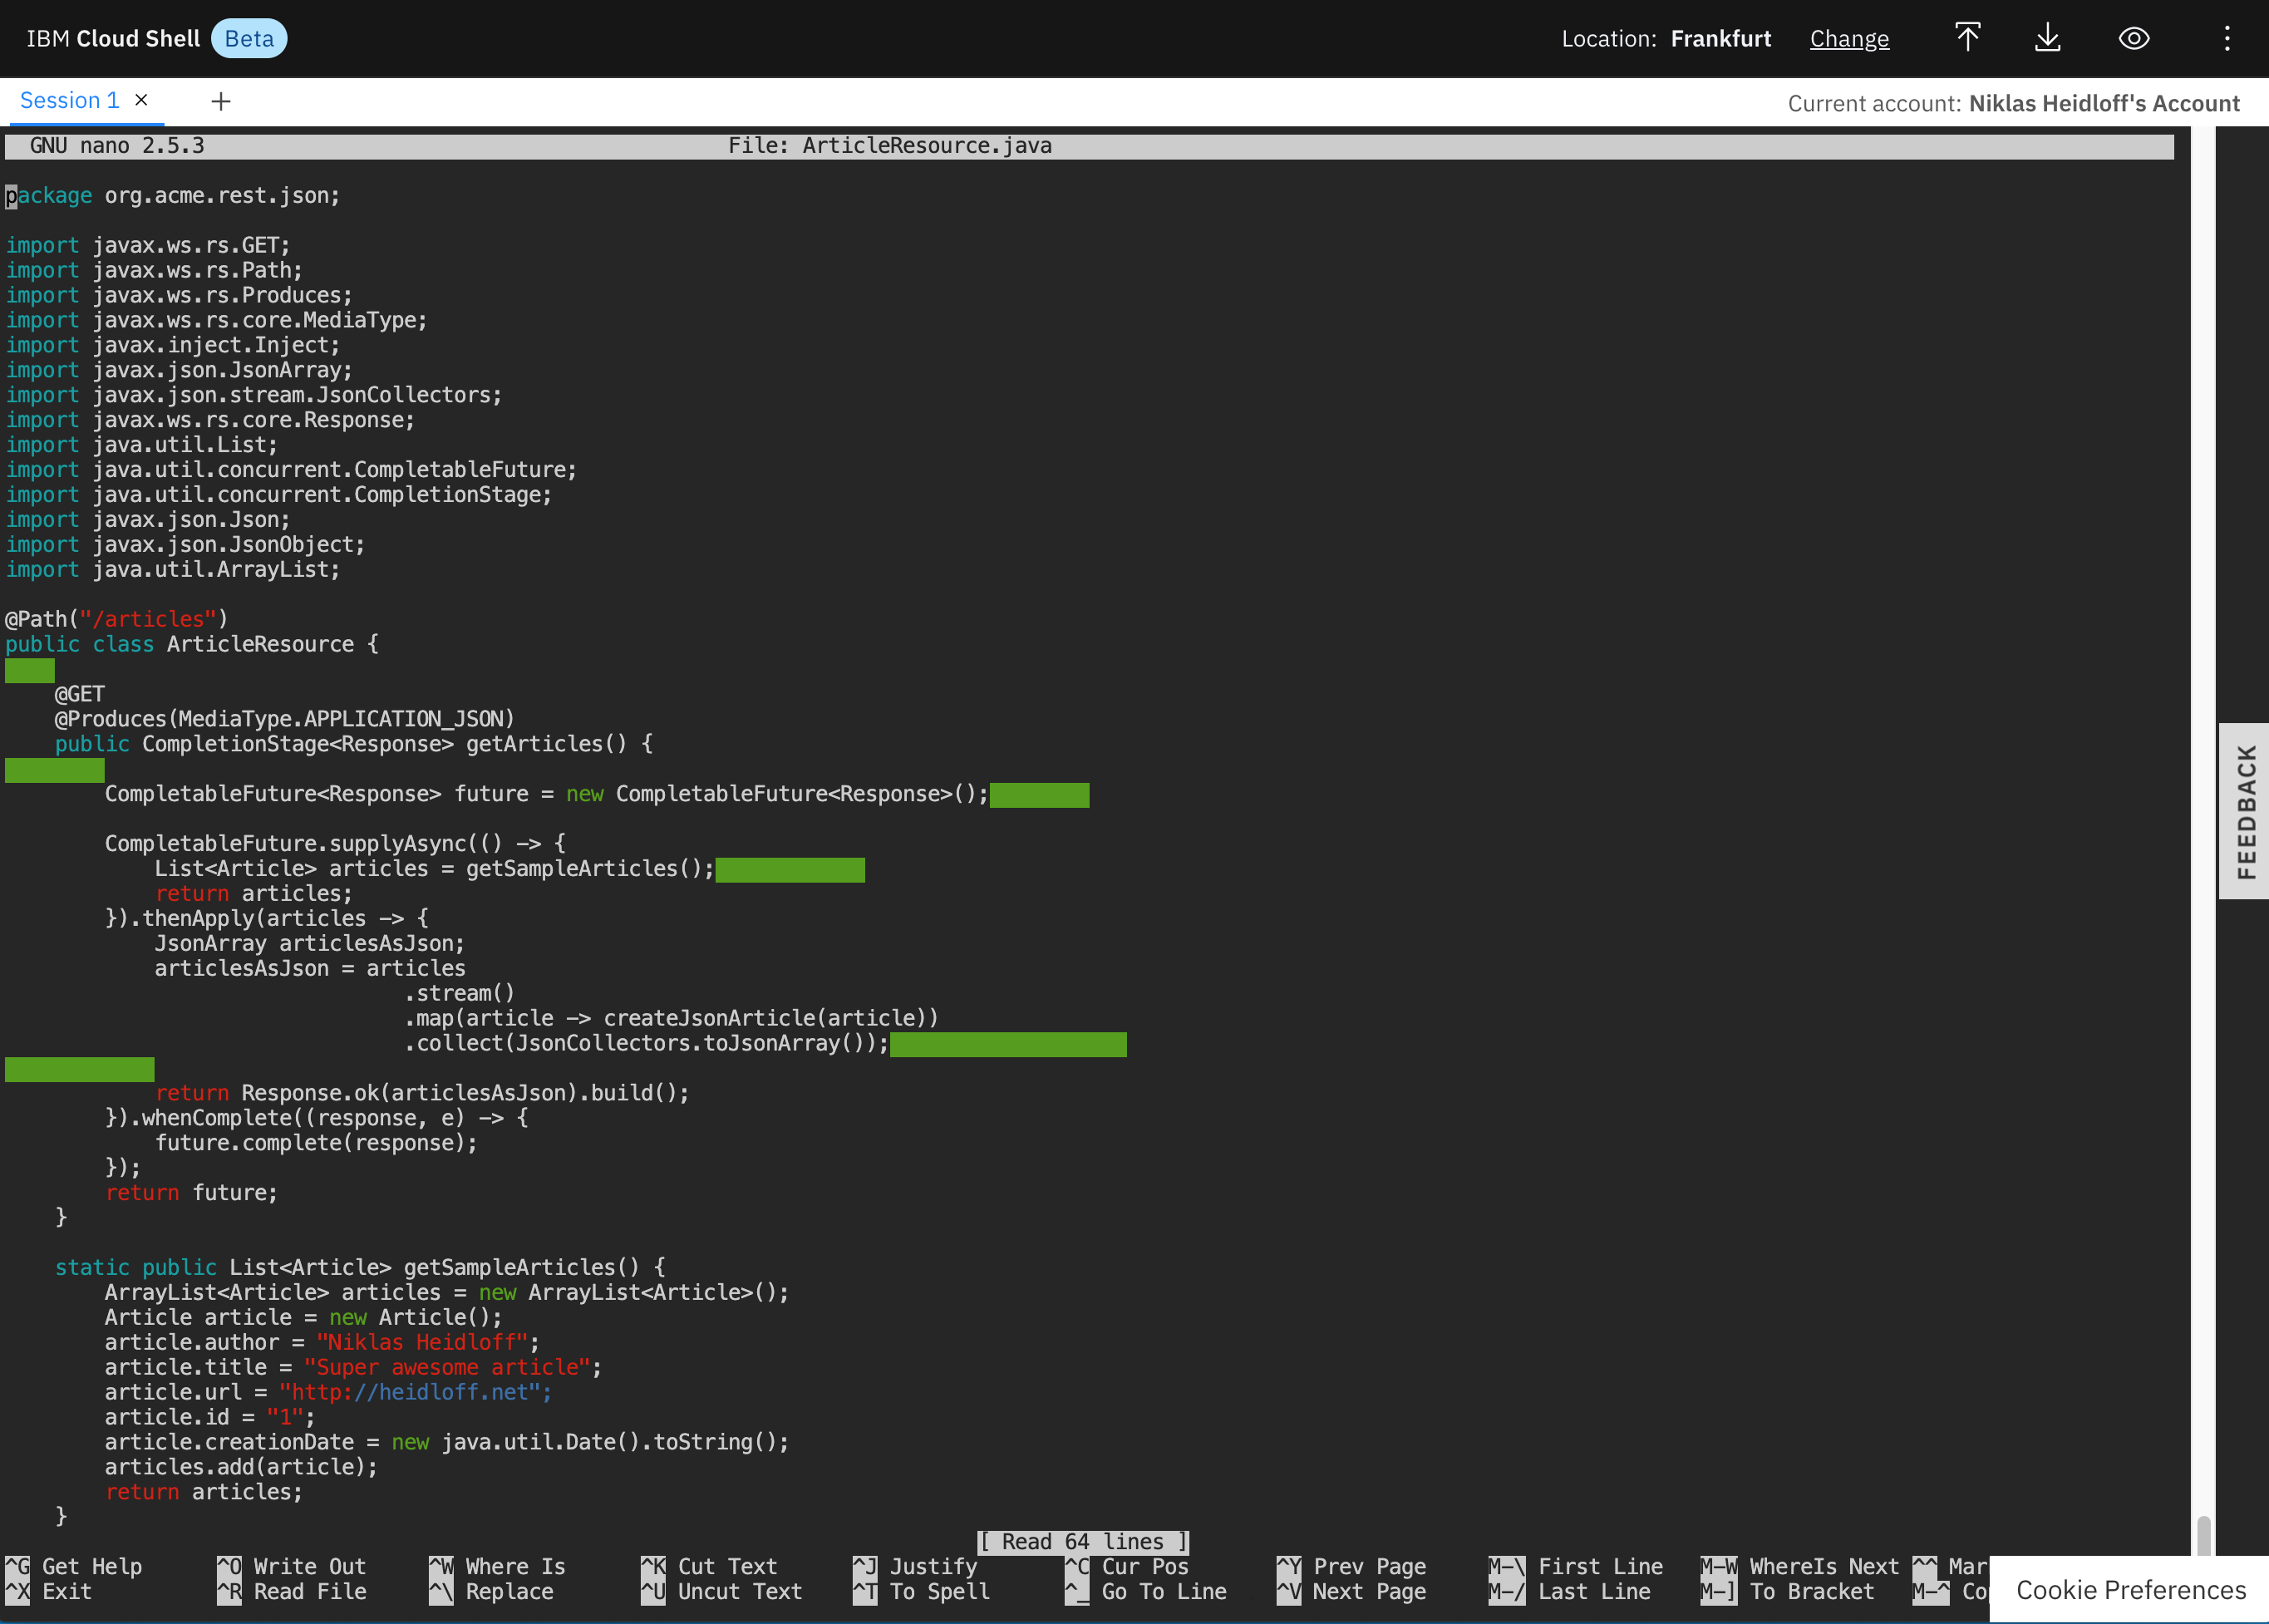 IBM Cloud Shell Beta Location: Frankfurt Change
Session 1 × + Current account: Niklas Heidloff's Account
GNU nano 2.5.3 File: ArticleResource.java
package org.acme.rest.json;
import javax.ws.rs.GET;
import javax.ws.rs.Path;
import javax.ws.rs.Produces;
import javax.ws.rs.core.MediaType;
import javax.inject.Inject;
import javax.json.JsonArray;
import javax.json.stream.JsonCollectors;
import javax.ws.rs.core.Response;
import java.util.List;
import java.util.concurrent.CompletableFuture;
import java.util.concurrent.CompletionStage;
import javax.json.Json;
import javax.json.JsonObject;
import java.util.ArrayList;
@Path("/articles")
public class ArticleResource {
    @GET
    @Produces(MediaType.APPLICATION_JSON)
    public CompletionStage<Response> getArticles() {
        CompletableFuture<Response> future = new CompletableFuture<Response>();
        CompletableFuture.supplyAsync(() -> {
            List<Article> articles = getSampleArticles();
            return articles;
        }).thenApply(articles -> {
            JsonArray articlesAsJson;
            articlesAsJson = articles
                                .stream()
                                .map(article -> createJsonArticle(article))
                                .collect(JsonCollectors.toJsonArray());
            return Response.ok(articlesAsJson).build();
        }).whenComplete((response, e) -> {
            future.complete(response);
        });
        return future;
    }
    static public List<Article> getSampleArticles() {
        ArrayList<Article> articles = new ArrayList<Article>();
        Article article = new Article();
        article.author = "Niklas Heidloff";
        article.title = "Super awesome article";
        article.url = "http://heidloff.net";
        article.id = "1";
        article.creationDate = new java.util.Date().toString();
        articles.add(article);
        return articles;
    }
[ Read 64 lines ]
^G Get Help ^O Write Out ^W Where Is ^K Cut Text ^J Justify ^C Cur Pos ^Y Prev Page M-\ First Line M-W WhereIs Next ^^ Mar
^X Exit ^R Read File ^\ Replace ^U Uncut Text ^T To Spell ^_ Go To Line ^V Next Page M-/ Last Line M-] To Bracket M-^ Co
FEEDBACK
Cookie Preferences